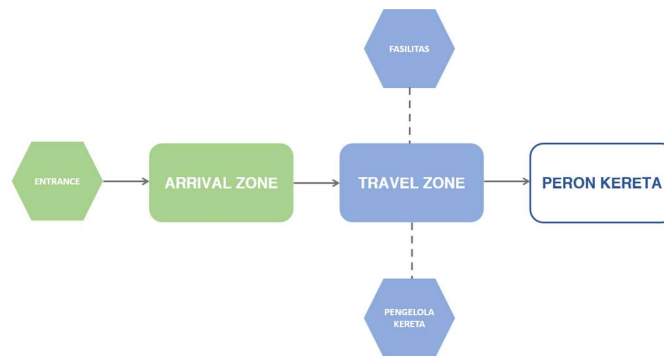 FASILITAS
ENTRANCE
ARRIVAL ZONE
TRAVEL ZONE
PERON KERETA
PENGELOLA
KERETA